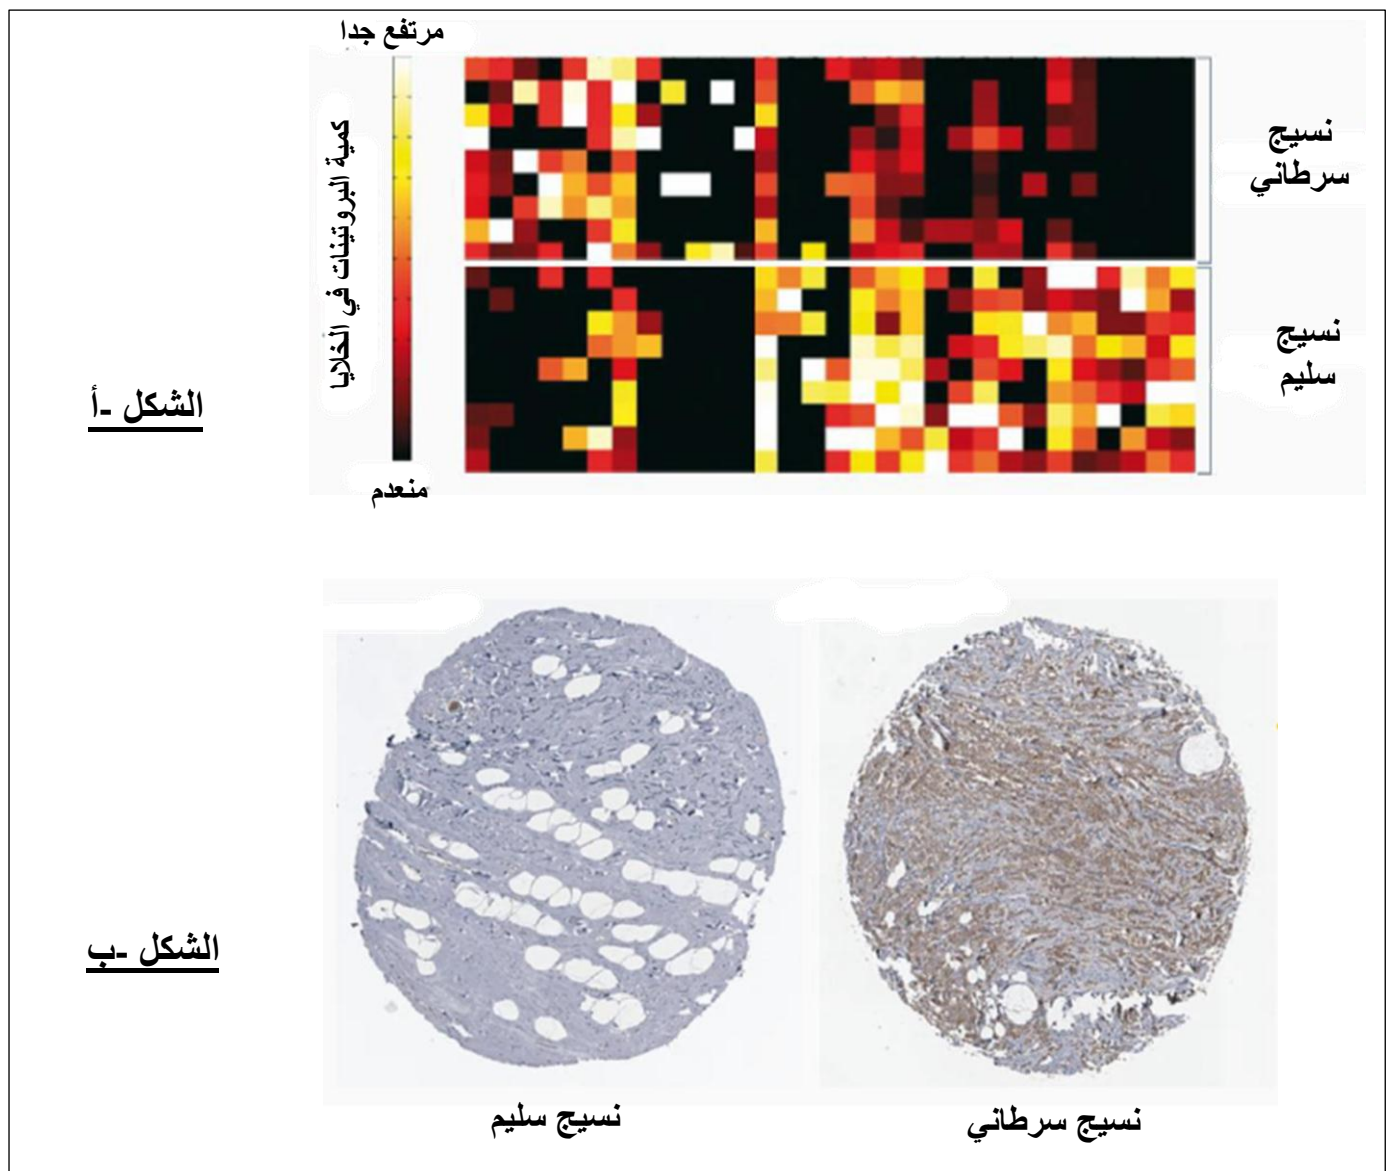 مرتفع جدا
كمية البروتينات في الخلايا
منعدم
نسيج
سرطاني
نسيج
سليم
الشكل -أ
الشكل -ب
نسيج سرطاني
نسيج سليم